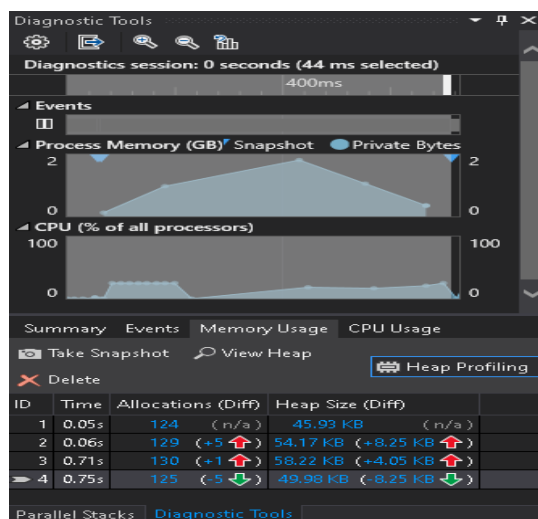 Diagnostic Tools
Diagnostics session: 0 seconds (44 ms selected)
400ms
Events
Process Memory (GB) Snapshot Private Bytes
2 2
0 0
CPU (% of all processors)
100 100
0 0
Summary Events Memory Usage CPU Usage
Take Snapshot View Heap
Heap Profiling
Delete
ID Time Allocations (Diff) Heap Size (Diff)
1 0.05s 124 (n/a) 45.93 KB (n/a)
2 0.06s 129 (+5) 54.17 KB (+8.25 KB)
3 0.71s 130 (+1) 58.22 KB (+4.05 KB)
4 0.75s 125 (-5) 49.98 KB (-8.25 KB)
Parallel Stacks Diagnostic Tools